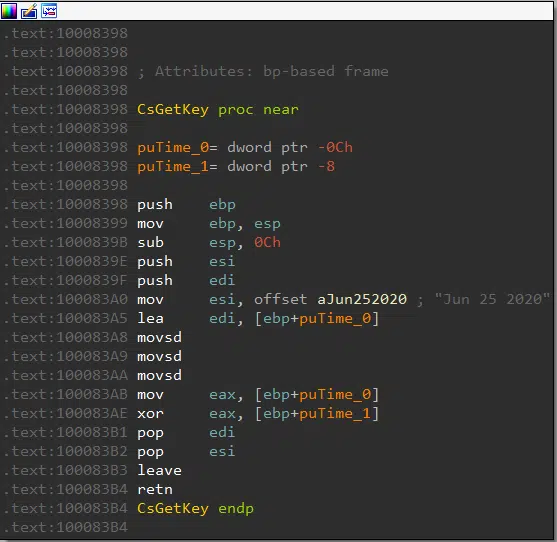 .text:10008398
.text:10008398
.text:10008398 ; Attributes: bp-based frame
.text:10008398
.text:10008398 CsGetKey proc near
.text:10008398
.text:10008398 puTime_0= dword ptr -0Ch
.text:10008398 puTime_1= dword ptr -8
.text:10008398
.text:10008398 push    ebp
.text:10008399 mov     ebp, esp
.text:1000839B sub     esp, 0Ch
.text:1000839E push    esi
.text:1000839F push    edi
.text:100083A0 mov     esi, offset aJun252020 ; "Jun 25 2020"
.text:100083A5 lea     edi, [ebp+puTime_0]
.text:100083A8 movsd
.text:100083A9 movsd
.text:100083AA movsd
.text:100083AB mov     eax, [ebp+puTime_0]
.text:100083AE xor     eax, [ebp+puTime_1]
.text:100083B1 pop     edi
.text:100083B2 pop     esi
.text:100083B3 leave
.text:100083B4 retn
.text:100083B4 CsGetKey endp
.text:100083B4